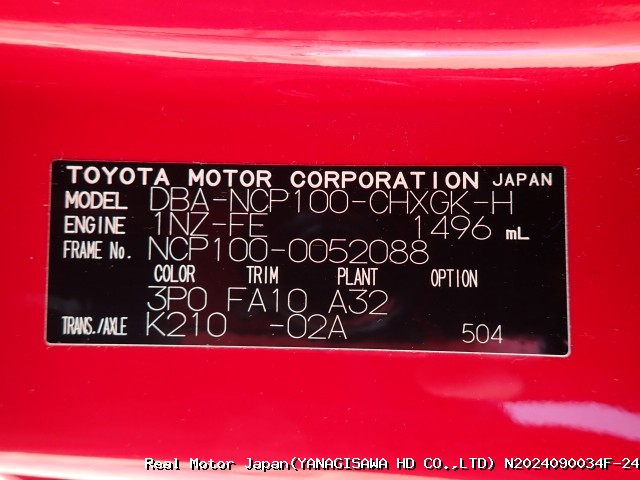 TOYOTA MOTOR CORPORATION JAPAN
MODEL DBA-NCP100-CHXGK-H
ENGINE 1NZ-FE 1496 mL
FRAME No. NCP100-0052088
COLOR TRIM PLANT OPTION
3P0 FA10 A32
TRANS./AXLE K210 -02A 504
Real Motor Japan(YANAGISAWA HD CO.,LTD) N2024090034F-24